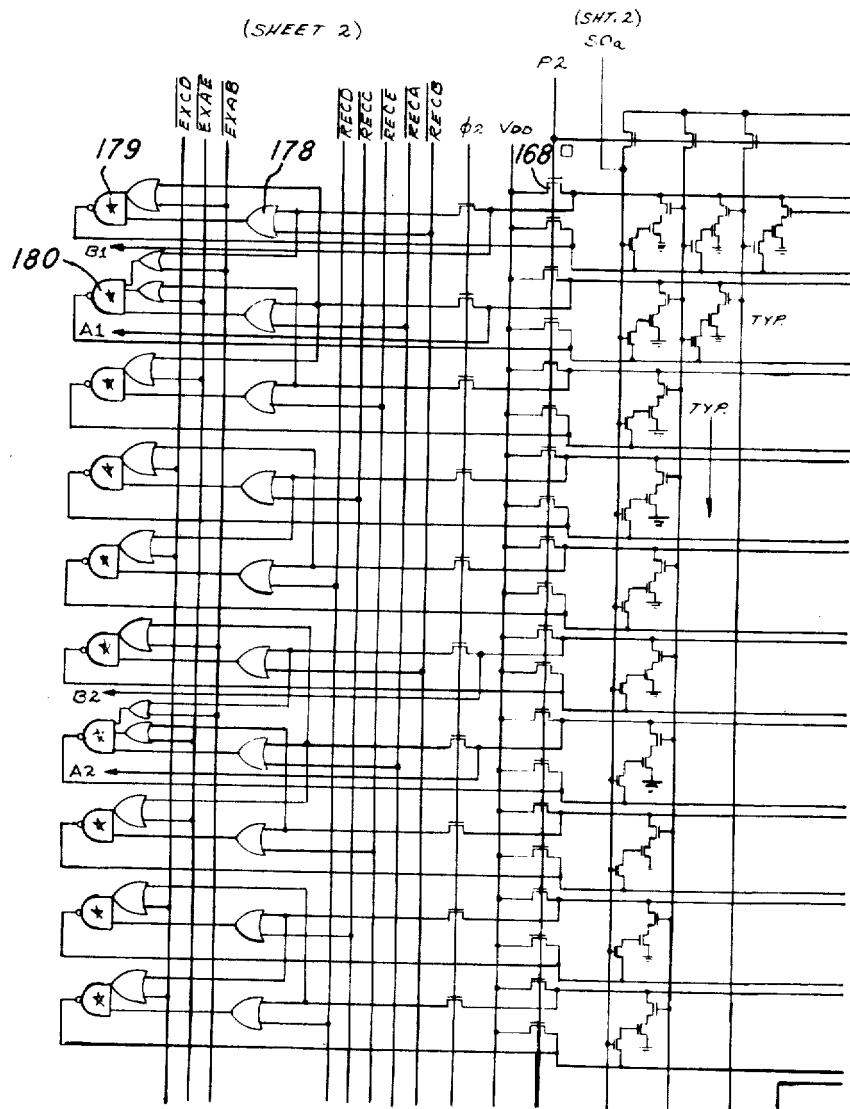 (SHEET 2)
(SHT. 2)
SCa
P2
EXCD
EXAE
EXAB
RECD
RECC
RECE
RECA
RECB
φ2
VDD
179
178
168
B1
180
A1
TYP.
TYP.
B2
A2